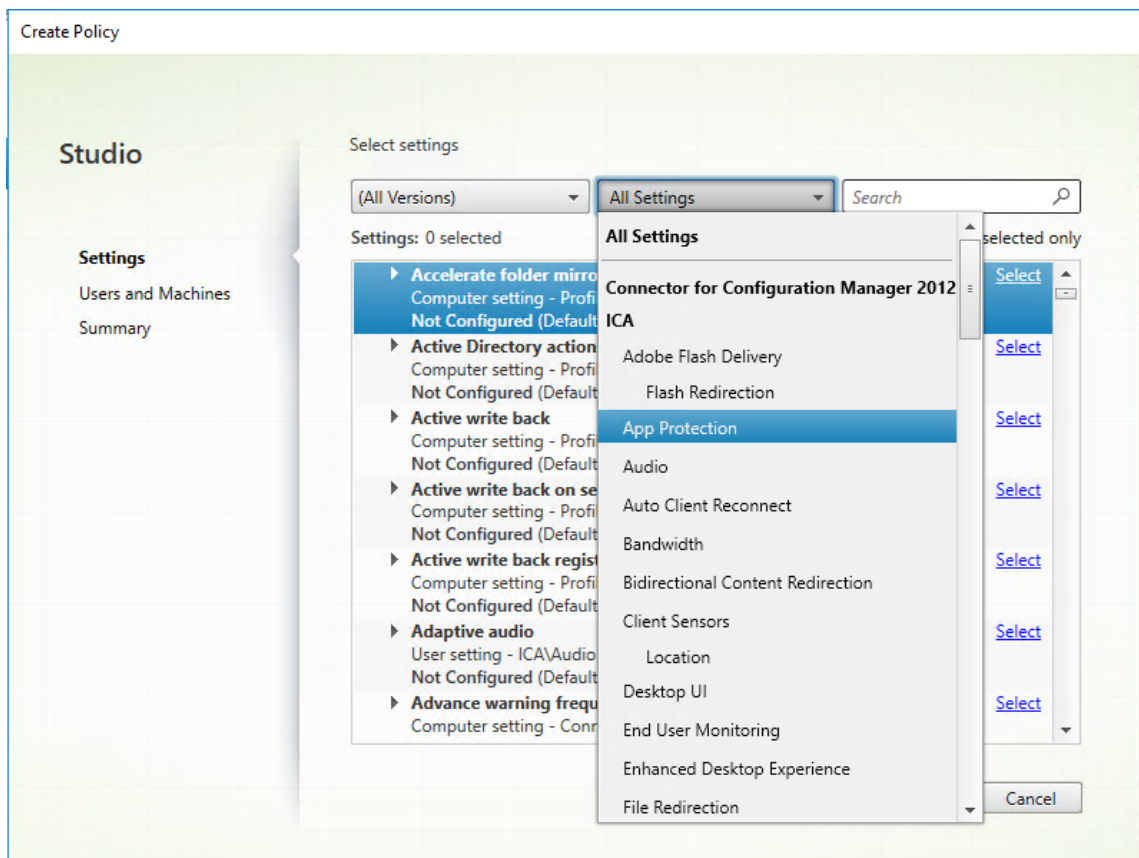 Create Policy
Studio
Settings
Users and Machines
Summary
Select settings
(All Versions)
All Settings
Search
Settings: 0 selected
selected only
Accelerate folder mirro
Select
Computer setting - Profi
Not Configured (Default
Active Directory action
Select
Computer setting - Profi
Not Configured (Default
Active write back
Select
Computer setting - Profi
Not Configured (Default
Active write back on se
Select
Computer setting - Profi
Not Configured (Default
Active write back regist
Select
Computer setting - Profi
Not Configured (Default
Adaptive audio
Select
User setting - ICA\Audio
Not Configured (Default
Advance warning frequ
Select
Computer setting - Conn
All Settings
Connector for Configuration Manager 2012
ICA
Adobe Flash Delivery
Flash Redirection
App Protection
Audio
Auto Client Reconnect
Bandwidth
Bidirectional Content Redirection
Client Sensors
Location
Desktop UI
End User Monitoring
Enhanced Desktop Experience
File Redirection
Cancel